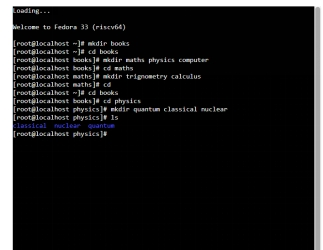 Loading...
Welcome to Fedora 33 (riscv64)
[root@localhost ~]# mkdir books
[root@localhost ~]# cd books
[root@localhost books]# mkdir maths physics computer
[root@localhost books]# cd maths
[root@localhost maths]# mkdir trignometry calculus
[root@localhost maths]# cd
[root@localhost ~]# cd books
[root@localhost books]# cd physics
[root@localhost physics]# mkdir quantum classical nuclear
[root@localhost physics]# ls
classical nuclear quantum
[root@localhost physics]#